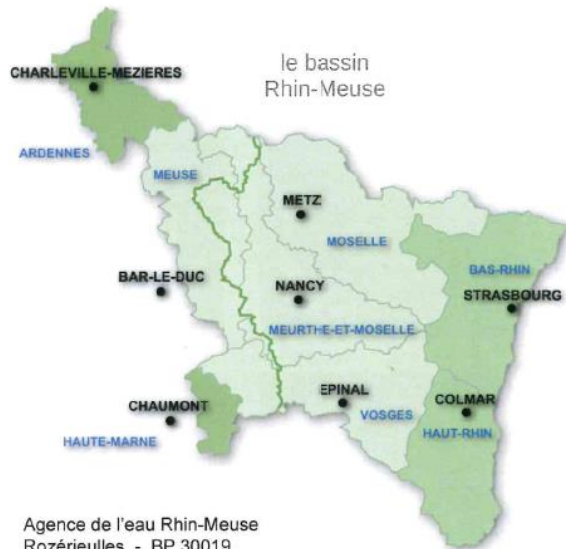 le bassin
Rhin-Meuse
CHARLEVILLE-MEZIERES
ARDENNES
MEUSE
METZ
MOSELLE
BAS-RHIN
BAR-LE-DUC
NANCY
STRASBOURG
MEURTHE-ET-MOSELLE
EPINAL
COLMAR
CHAUMONT
VOSGES
HAUT-RHIN
HAUTE-MARNE
Agence de l'eau Rhin-Meuse
Rozérieulles - BP 30019